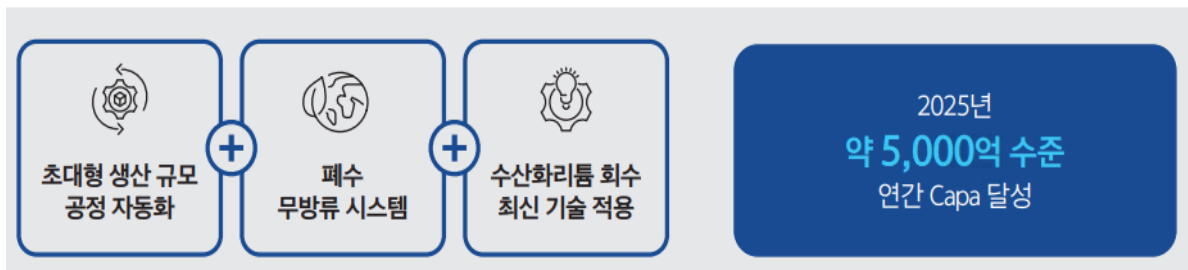 초대형 생산 규모
공정 자동화
+
폐수
무방류 시스템
+
수산화리튬 회수
최신 기술 적용
2025년
약 5,000억 수준
연간 Capa 달성